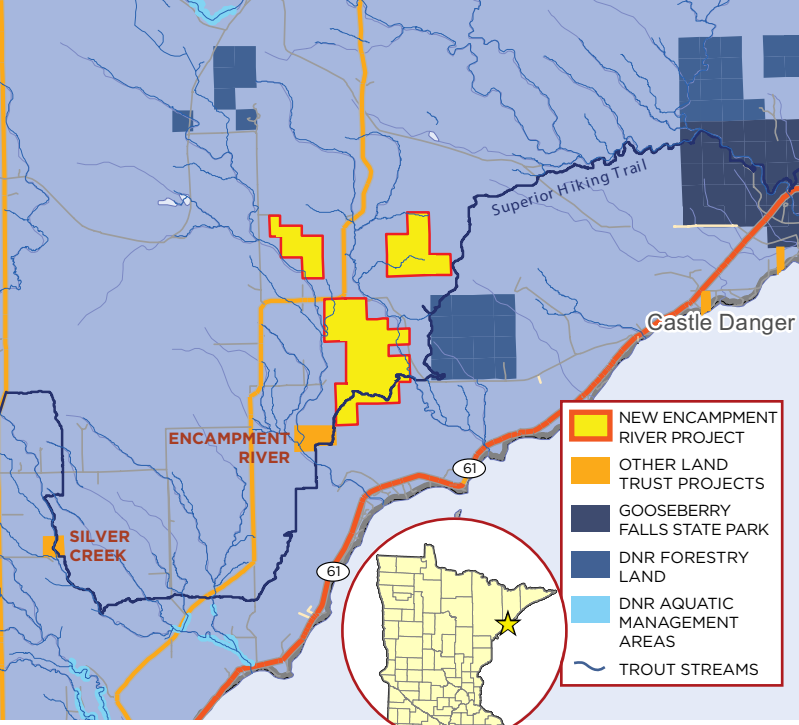 Superior Hiking Trail
Castle Danger
ENCAMPMENT
RIVER
61
SILVER
CREEK
61
NEW ENCAMPMENT
RIVER PROJECT
OTHER LAND
TRUST PROJECTS
GOOSEBERRY
FALLS STATE PARK
DNR FORESTRY
LAND
DNR AQUATIC
MANAGEMENT
AREAS
TROUT STREAMS